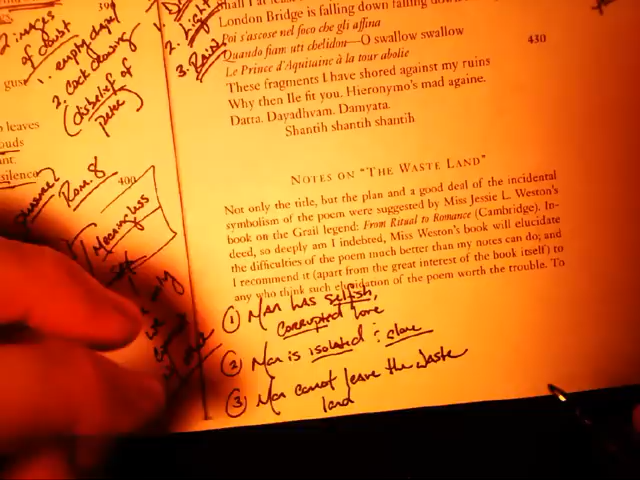 London Bridge is falling down falling down
Poi s'ascose nel foco che gli affina
Quando fiam uti chelidon—O swallow swallow
430
Le Prince d'Aquitaine à la tour abolie
These fragments I have shored against my ruins
Why then Ile fit you. Hieronymo's mad againe.
Datta. Dayadhvam. Damyata.
Shantih shantih shantih
NOTES ON "THE WASTE LAND"
Not only the title, but the plan and a good deal of the incidental
symbolism of the poem were suggested by Miss Jessie L. Weston's
book on the Grail legend: From Ritual to Romance (Cambridge). In-
deed, so deeply am I indebted, Miss Weston's book will elucidate
the difficulties of the poem much better than my notes can do; and
I recommend it (apart from the great interest of the book itself) to
any who think such elucidation of the poem worth the trouble. To
① Man has selfish,
corrupted love
② Man is isolated & alone
③ Man cannot leave the waste
land
2 images
of doubt
1. empty
2. cock crowing
(disbelief of
peter)
2. Light
3. Rain
leaves
silence
Rom. 8
400
Meaningless